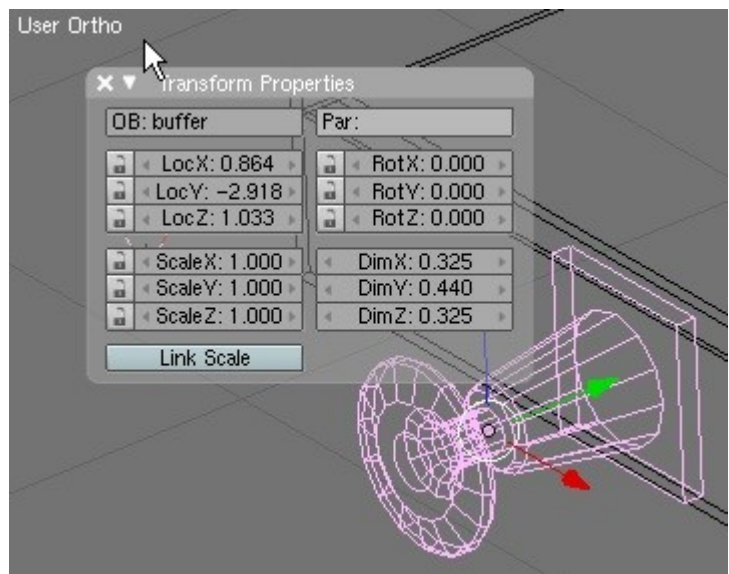 User Ortho
Transform Properties
OB: buffer Par:
LocX: 0.864 RotX: 0.000
LocY: -2.918 RotY: 0.000
LocZ: 1.033 RotZ: 0.000
ScaleX: 1.000 DimX: 0.325
ScaleY: 1.000 DimY: 0.440
ScaleZ: 1.000 DimZ: 0.325
Link Scale